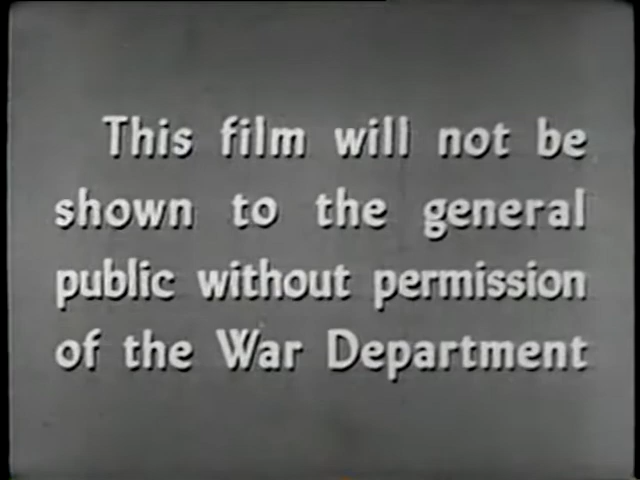 This film will not be
shown to the general
public without permission
of the War Department